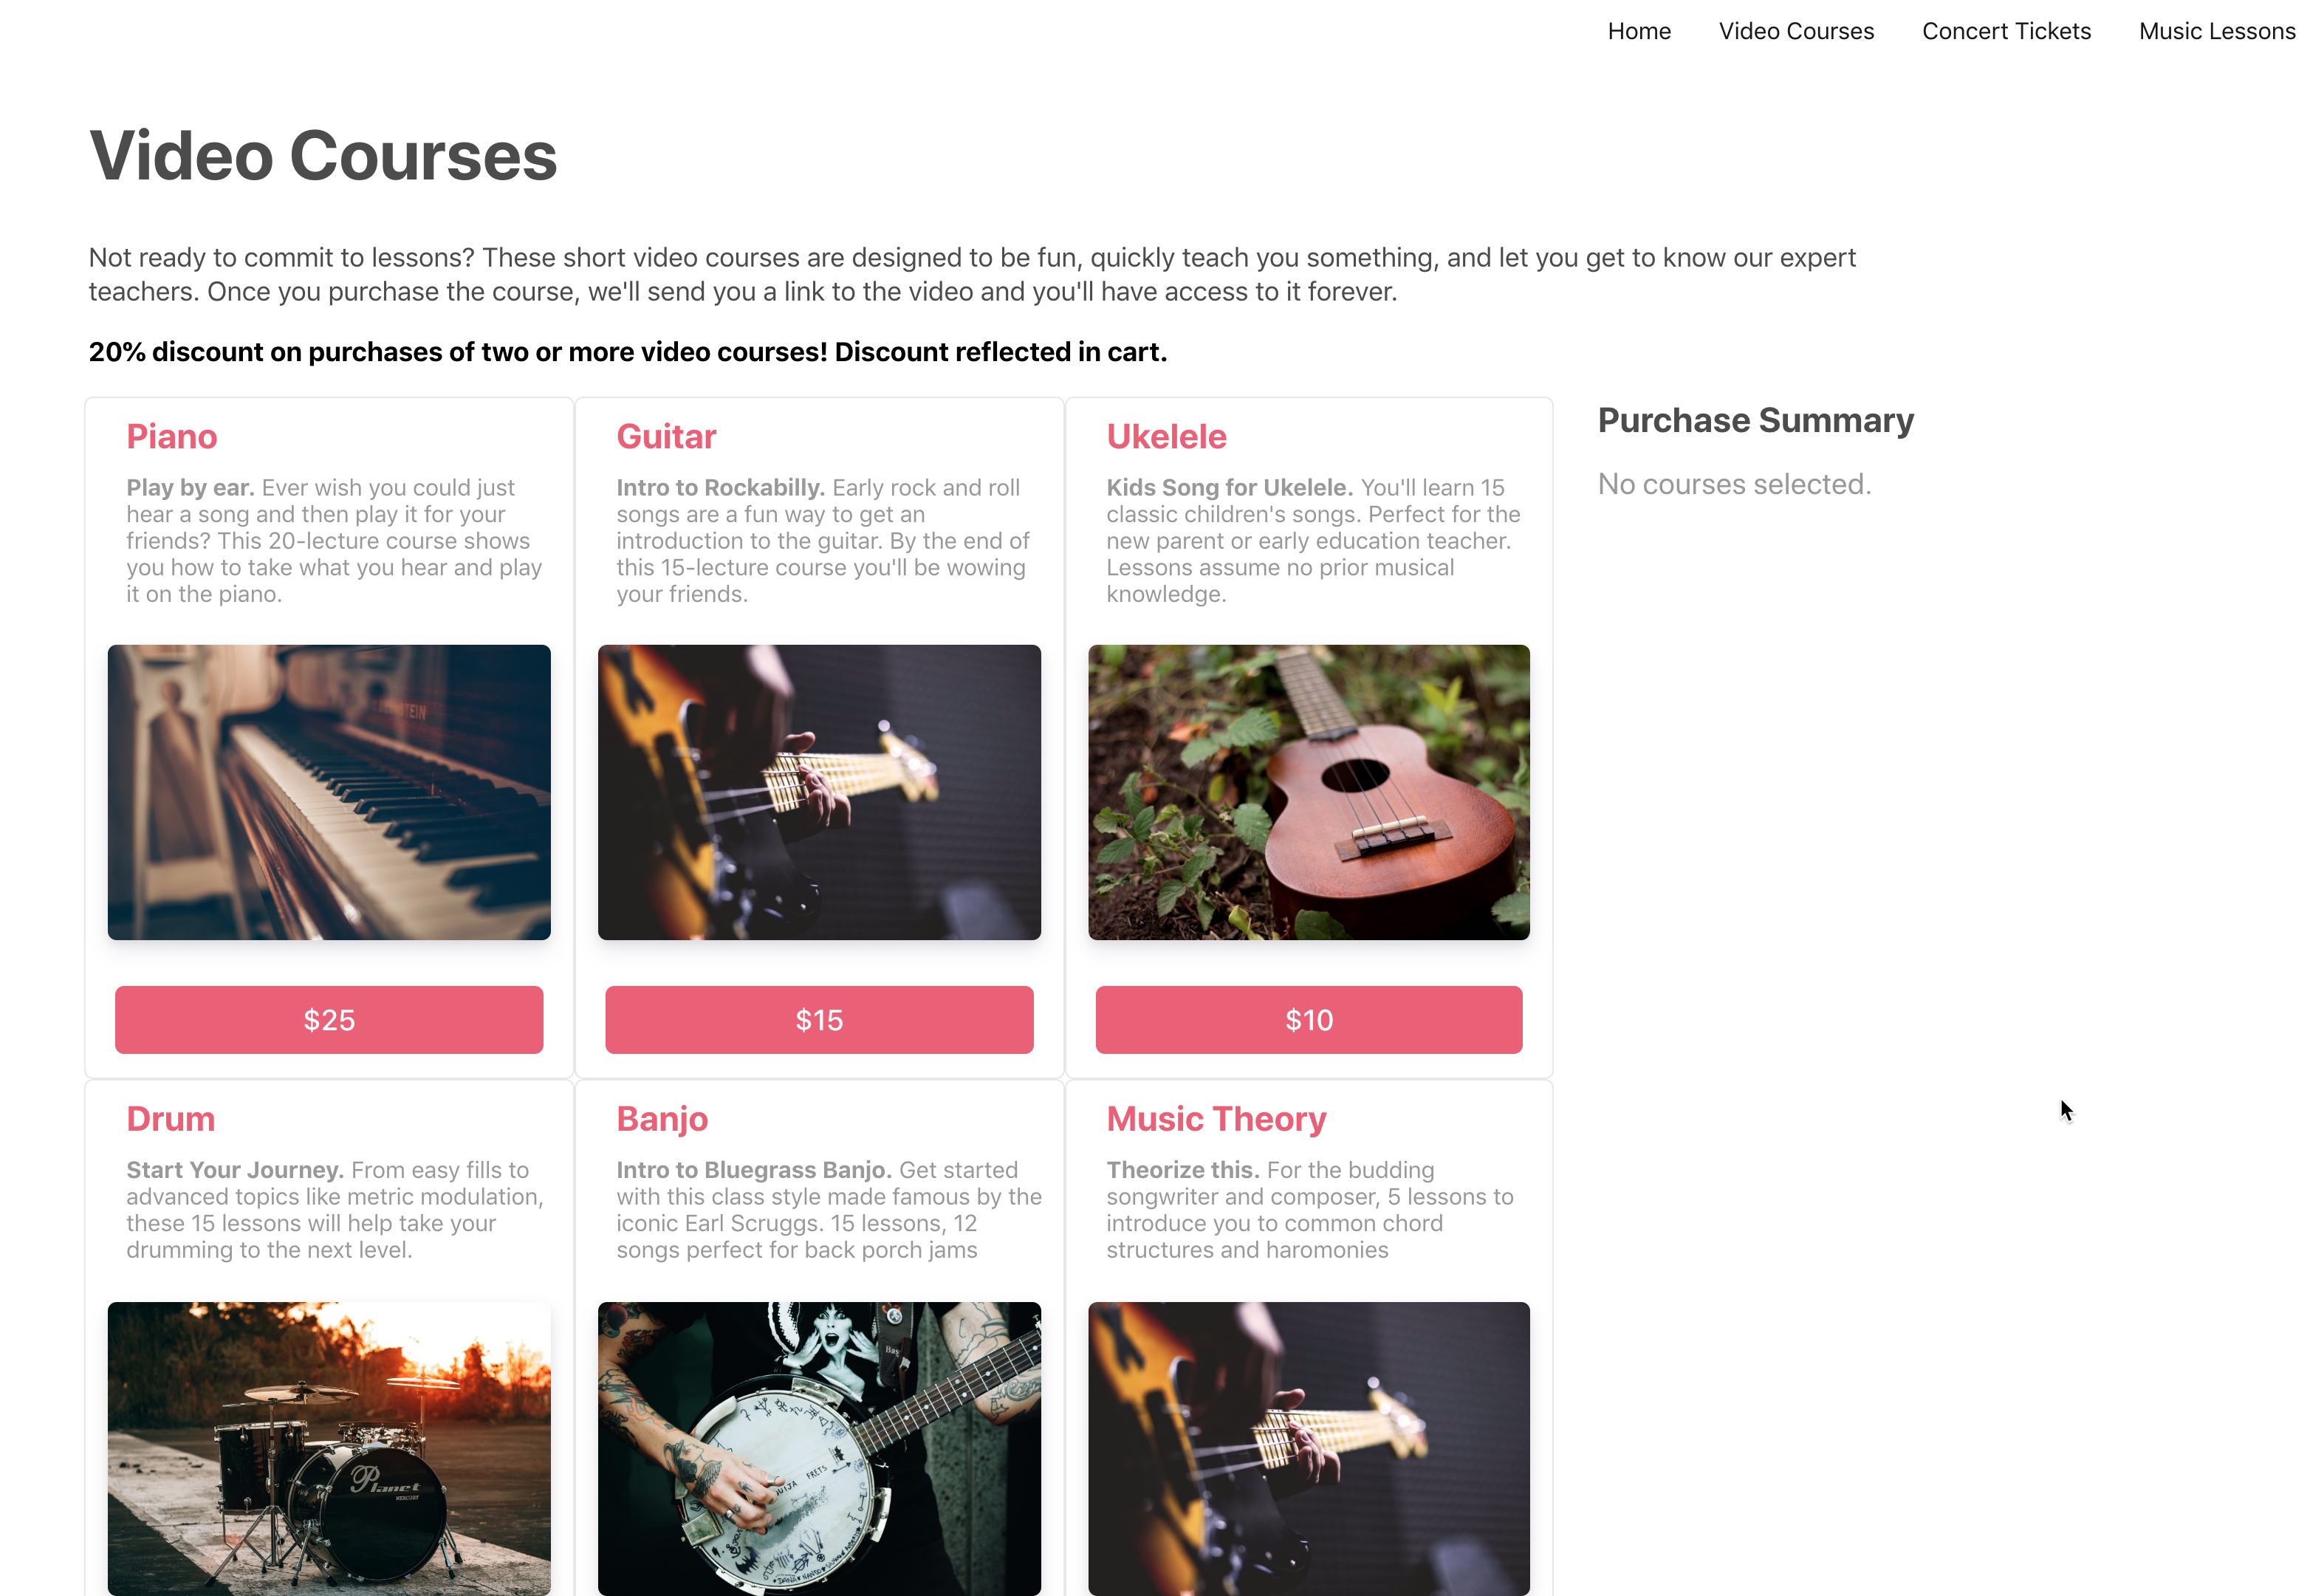 Home Video Courses Concert Tickets Music Lessons
Video Courses
Not ready to commit to lessons? These short video courses are designed to be fun, quickly teach you something, and let you get to know our expert
teachers. Once you purchase the course, we'll send you a link to the video and you'll have access to it forever.
20% discount on purchases of two or more video courses! Discount reflected in cart.
Piano
Play by ear. Ever wish you could just
hear a song and then play it for your
friends? This 20-lecture course shows
you how to take what you hear and play
it on the piano.
$25
Guitar
Intro to Rockabilly. Early rock and roll
songs are a fun way to get an
introduction to the guitar. By the end of
this 15-lecture course you'll be wowing
your friends.
$15
Ukelele
Kids Song for Ukelele. You'll learn 15
classic children's songs. Perfect for the
new parent or early education teacher.
Lessons assume no prior musical
knowledge.
$10
Purchase Summary
No courses selected.
Drum
Start Your Journey. From easy fills to
advanced topics like metric modulation,
these 15 lessons will help take your
drumming to the next level.
Planet
MERCURY
Banjo
Intro to Bluegrass Banjo. Get started
with this class style made famous by the
iconic Earl Scruggs. 15 lessons, 12
songs perfect for back porch jams
FRETS
Music Theory
Theorize this. For the budding
songwriter and composer, 5 lessons to
introduce you to common chord
structures and haromonies